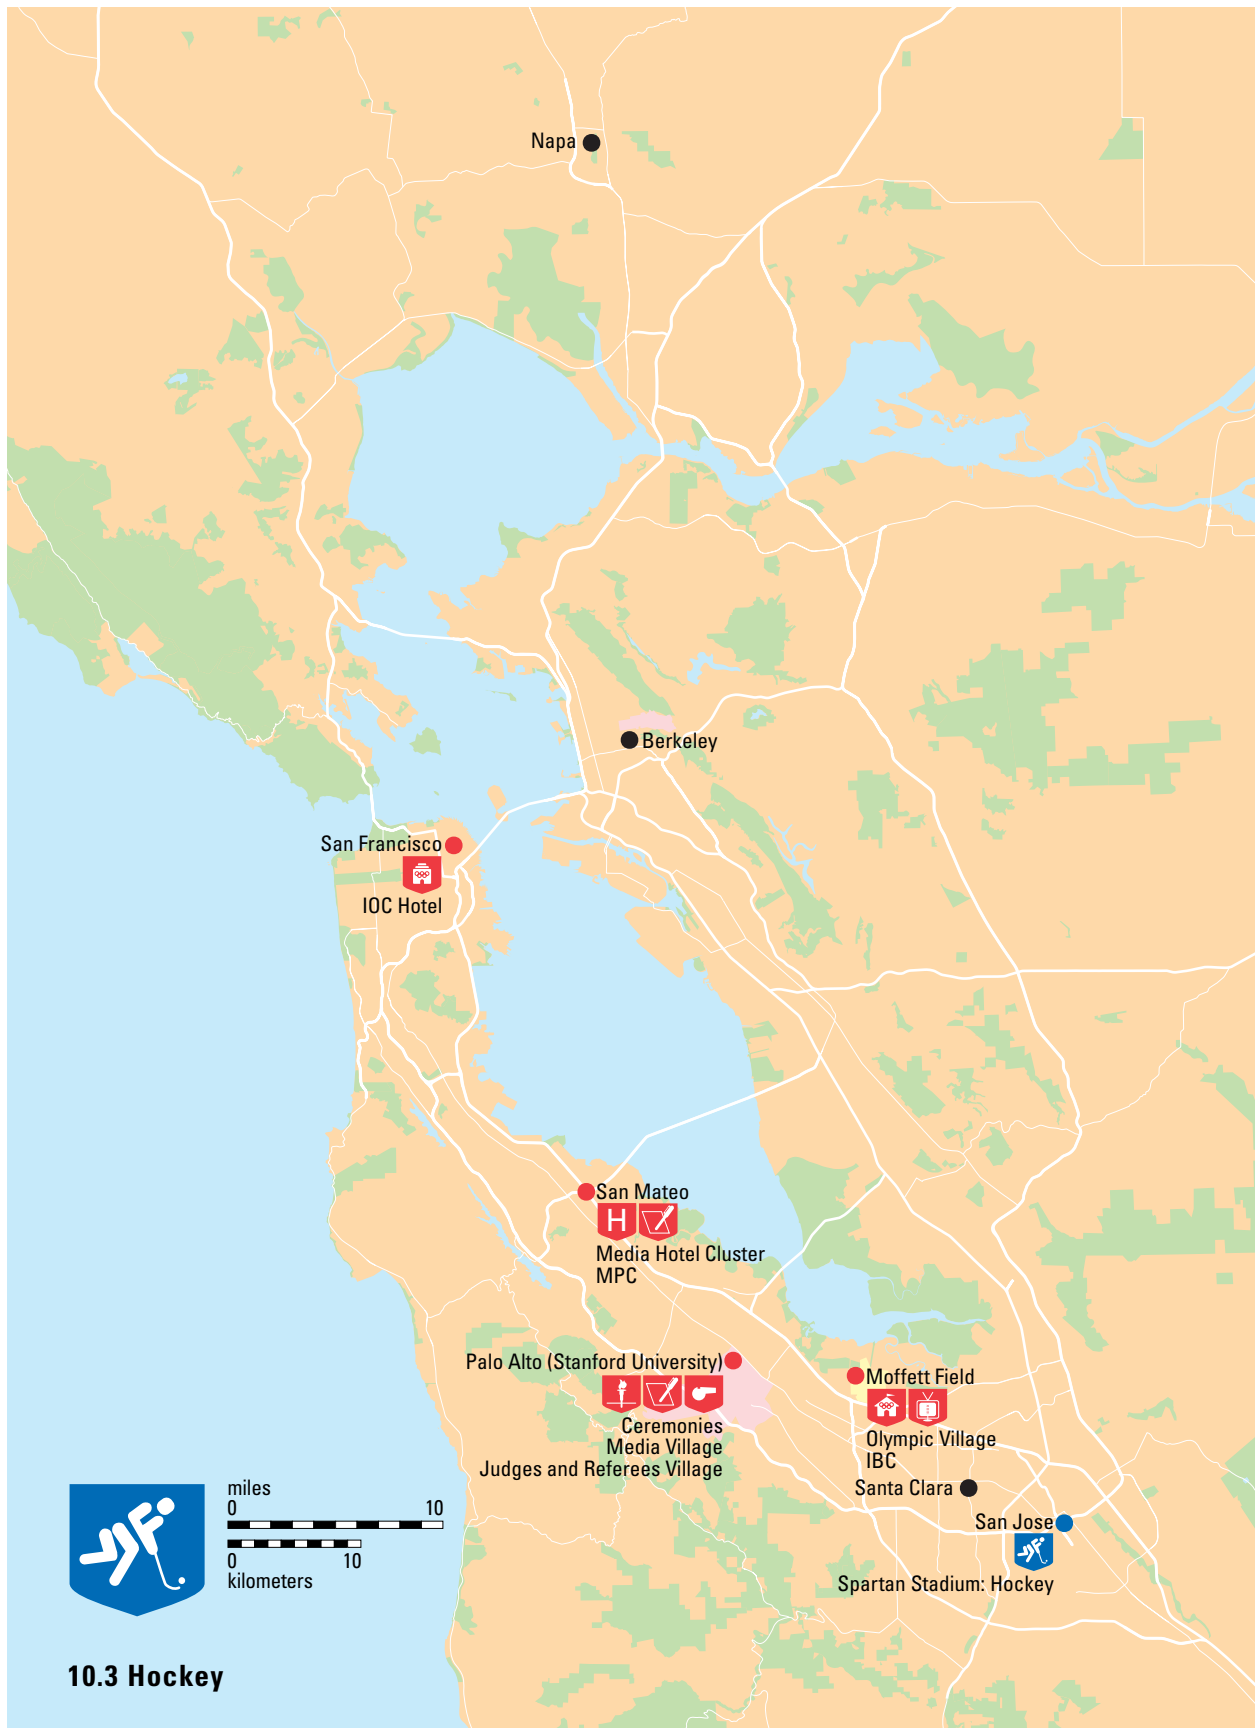 Napa
Berkeley
San Francisco
IOC Hotel
San Mateo
H
Media Hotel Cluster
MPC
Palo Alto (Stanford University)
Ceremonies
Media Village
Judges and Referees Village
Moffett Field
Olympic Village
IBC
Santa Clara
San Jose
Spartan Stadium: Hockey
miles
0 10
0 10
kilometers
10.3 Hockey